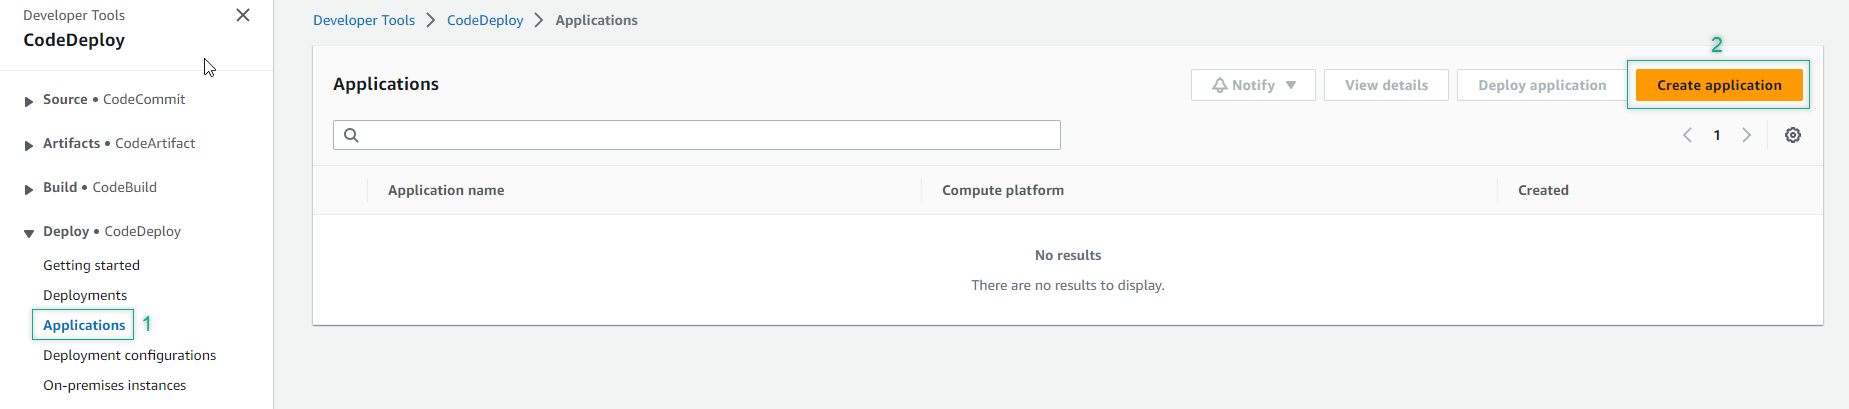 Developer Tools
CodeDeploy
Source • CodeCommit
Artifacts • CodeArtifact
Build • CodeBuild
Deploy • CodeDeploy
Getting started
Deployments
Applications 1
Deployment configurations
On-premises instances
Developer Tools > CodeDeploy > Applications
2
Applications Notify View details Deploy application Create application
1
Application name Compute platform Created
No results
There are no results to display.